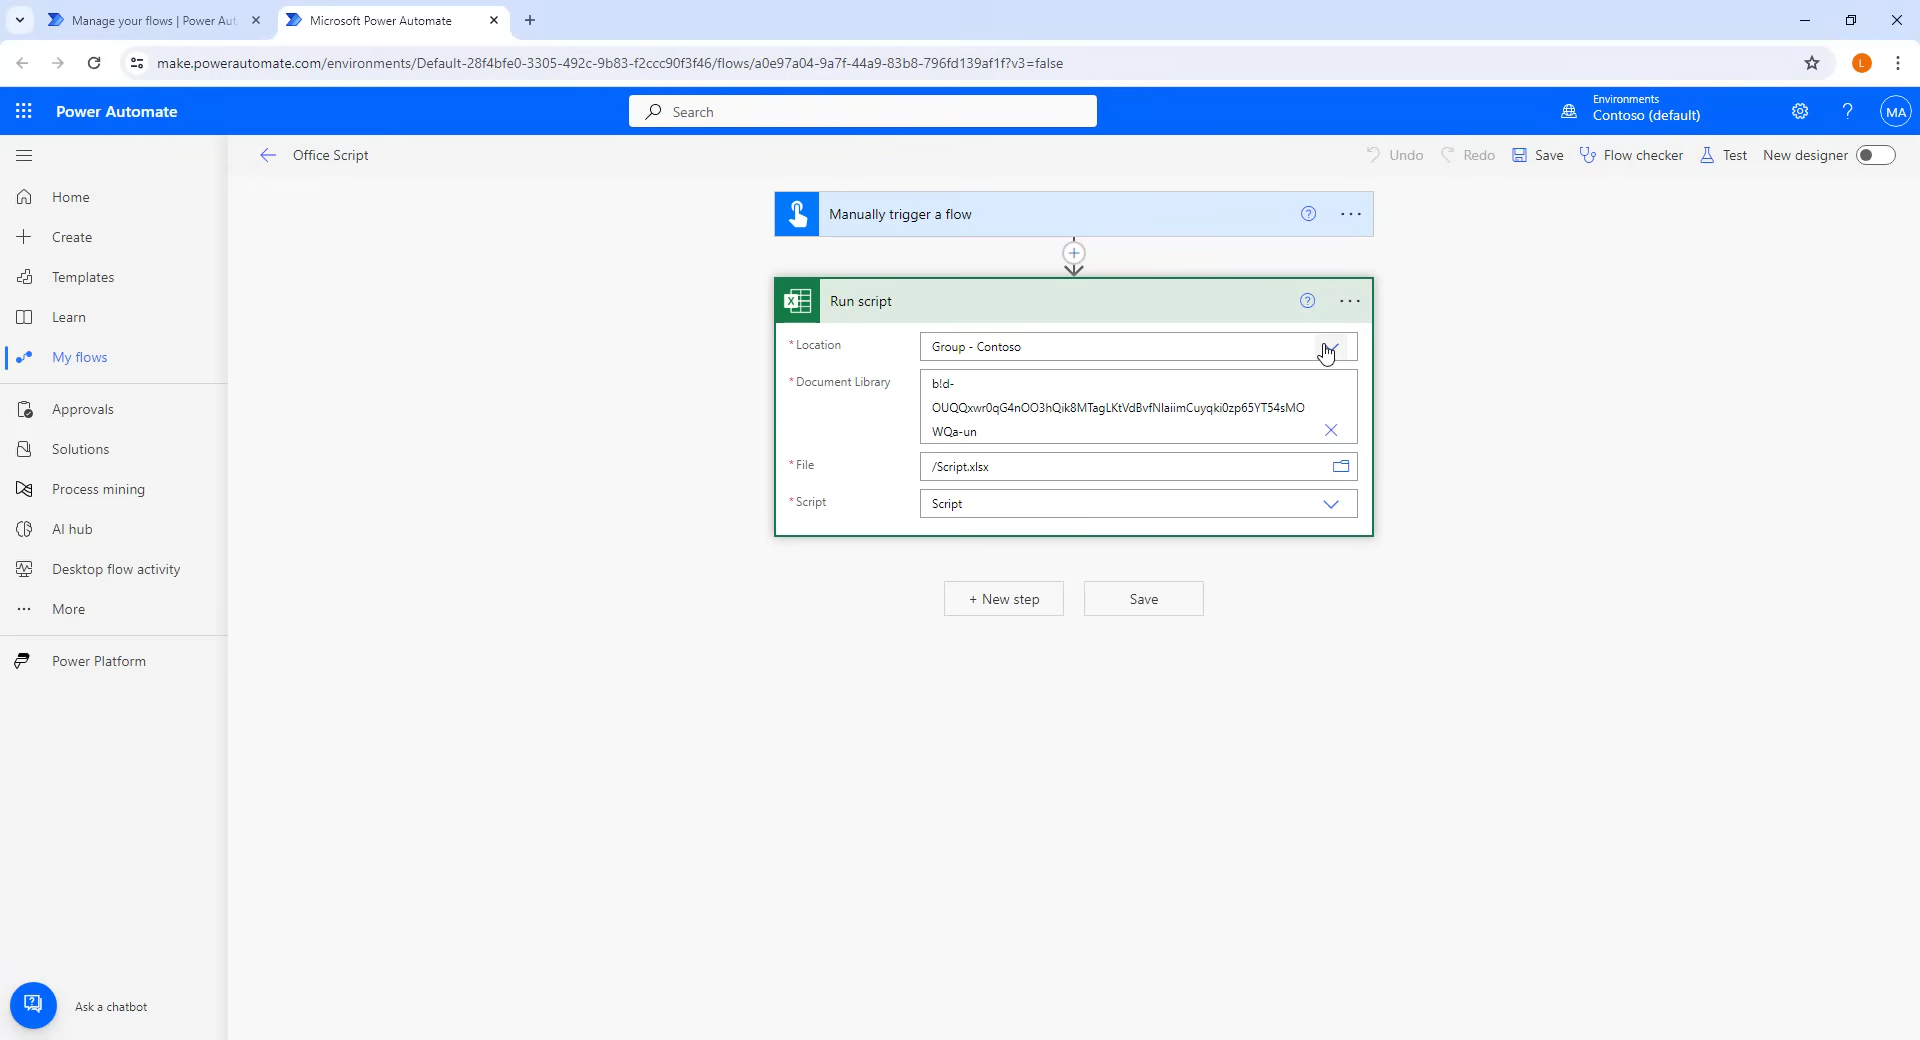 Manage your flows | Power Aut
Microsoft Power Automate
make.powerautomate.com/environments/Default-28f4bfe0-3305-492c-9b83-f2ccc90f3f46/flows/a0e97a04-9a7f-44a9-83b8-796fd139af1f?v3=false
L
Power Automate
Search
Environments
Contoso (default)
?
MA
Office Script
Undo
Redo
Save
Flow checker
Test
New designer
Home
Create
Templates
Learn
My flows
Approvals
Solutions
Process mining
AI hub
Desktop flow activity
More
Power Platform
Ask a chatbot
Manually trigger a flow
?
Run script
?
* Location
Group - Contoso
* Document Library
b!d-
OUQQxwr0qG4nOO3hQik8MTagLKtVdBvfNlaiimCuyqki0zp65YT54sMO
WQa-un
* File
/Script.xlsx
* Script
Script
+ New step
Save